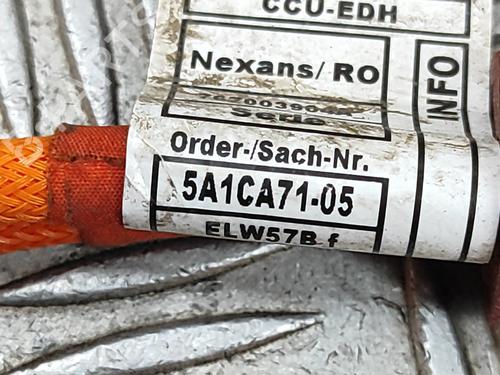 CCU-EDH
Nexans/ RO
Serie
INFO
Order-/Sach-Nr.
5A1CA71-05
ELW57B f